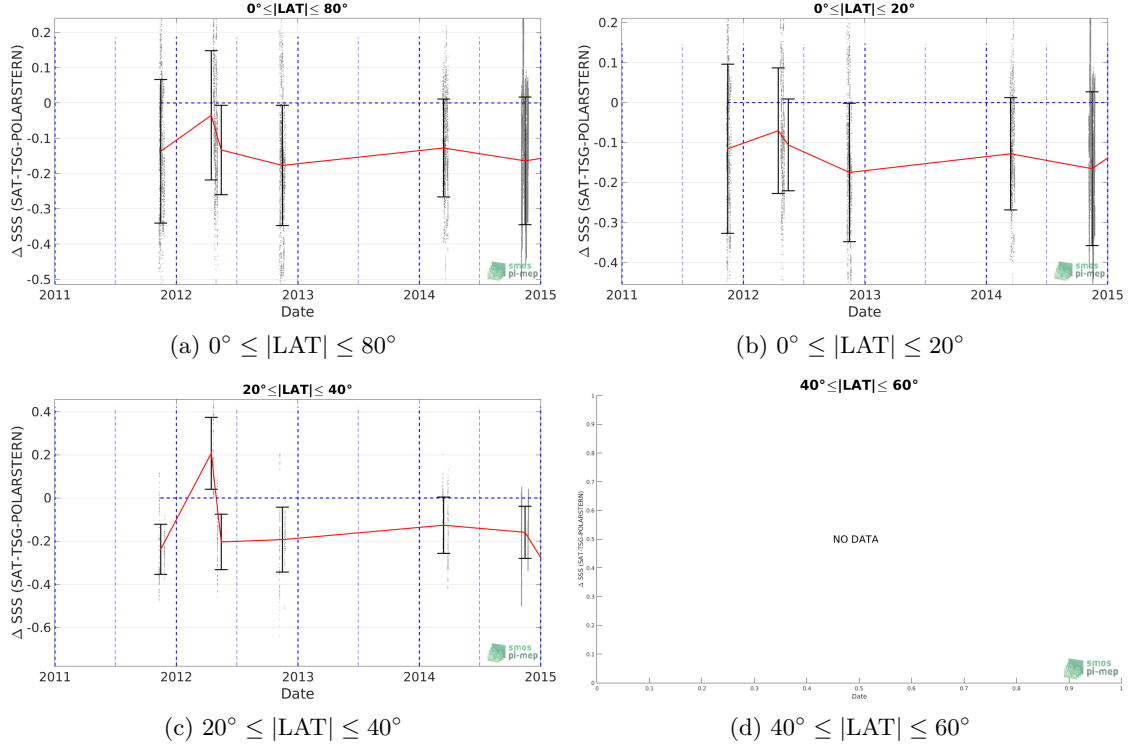 0°≤|LAT|≤ 80°
Δ SSS (SAT-TSG-POLARSTERN)
0.2
0.1
0
-0.1
-0.2
-0.3
-0.4
-0.5
2011
2012
2013
2014
2015
Date
smos
pi-mep
(a) 0° ≤ |LAT| ≤ 80°
0°≤|LAT|≤ 20°
Δ SSS (SAT-TSG-POLARSTERN)
0.2
0.1
0
-0.1
-0.2
-0.3
-0.4
2011
2012
2013
2014
2015
Date
smos
pi-mep
(b) 0° ≤ |LAT| ≤ 20°
20°≤|LAT|≤ 40°
Δ SSS (SAT-TSG-POLARSTERN)
0.4
0.2
0
-0.2
-0.4
-0.6
2011
2012
2013
2014
2015
Date
smos
pi-mep
(c) 20° ≤ |LAT| ≤ 40°
40°≤|LAT|≤ 60°
Δ SSS (SAT-TSG-POLARSTERN)
1
0.9
0.8
0.7
0.6
0.5
0.4
0.3
0.2
0.1
0
NO DATA
0
0.1
0.2
0.3
0.4
0.5
0.6
0.7
0.8
0.9
1
Date
smos
pi-mep
(d) 40° ≤ |LAT| ≤ 60°